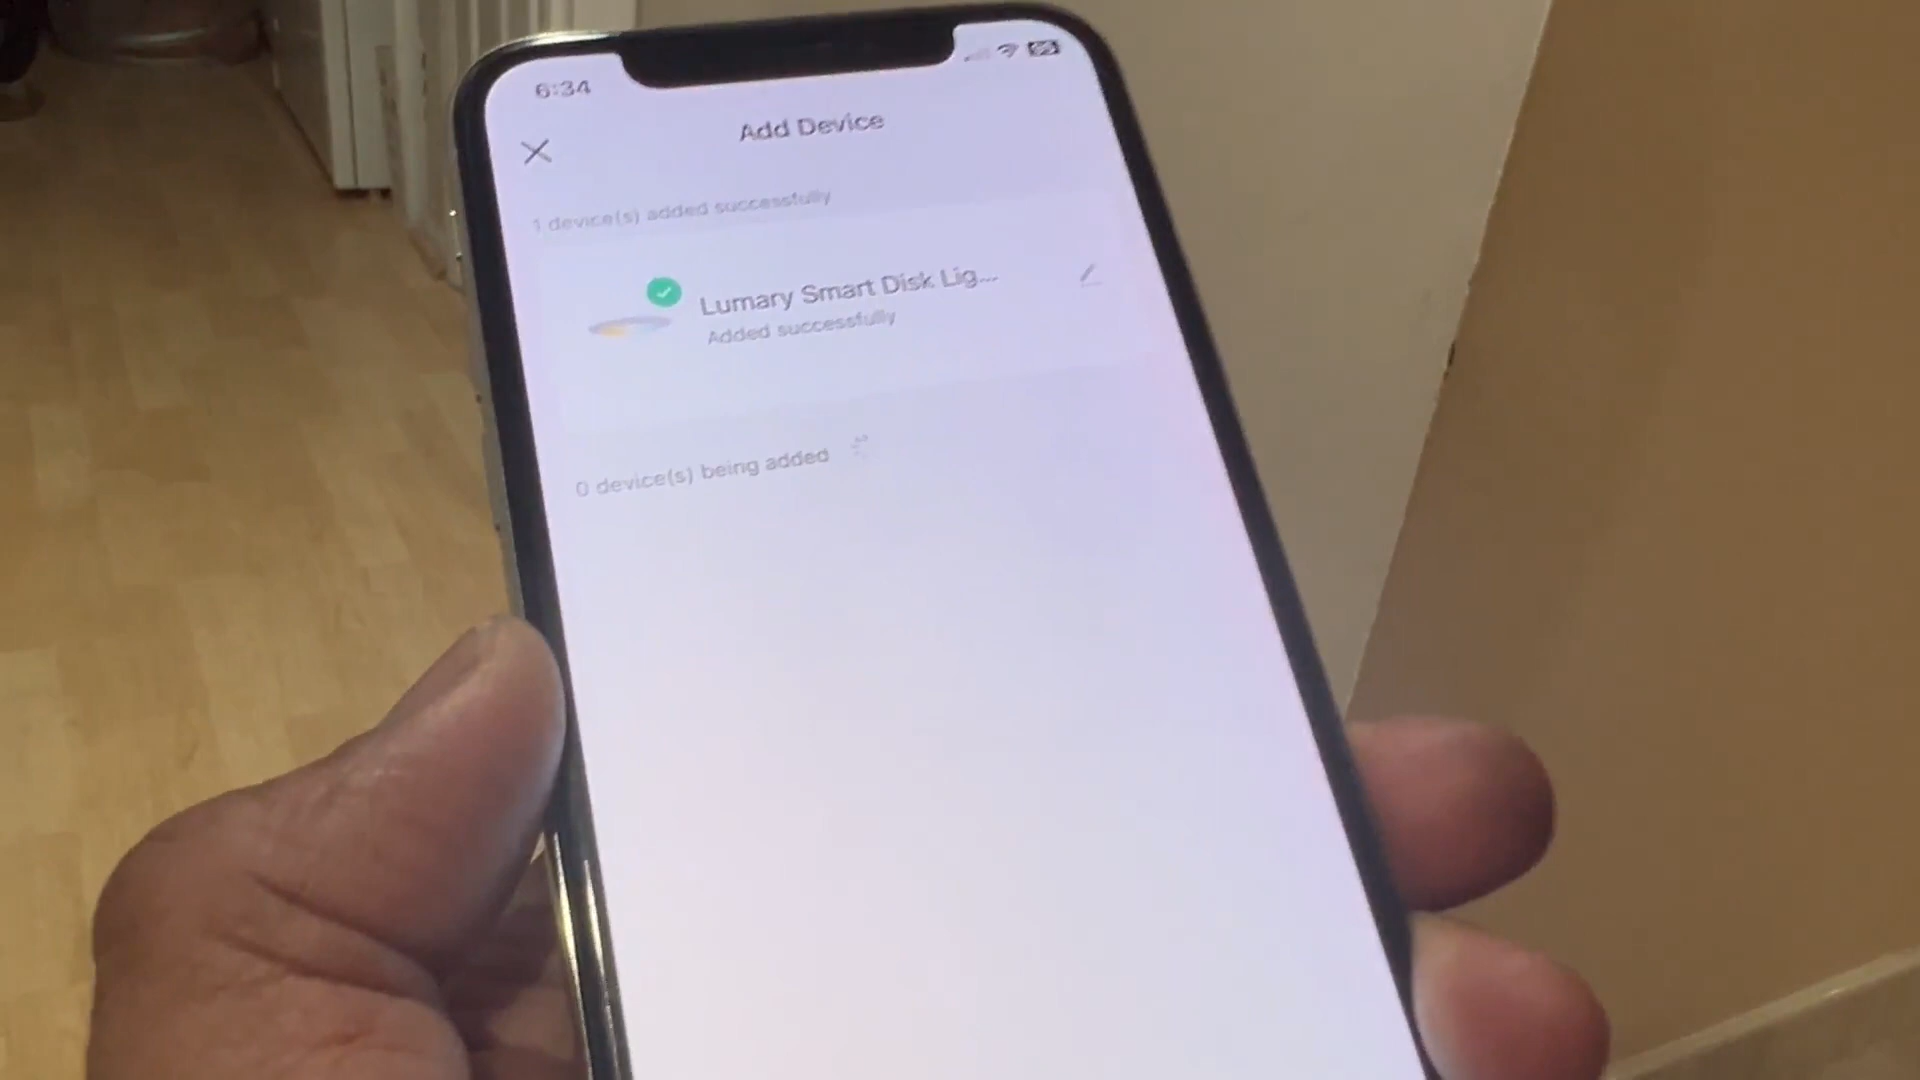 6:34
Add Device
1 device(s) added successfully
Lumary Smart Disk Lig...
Added successfully
0 device(s) being added